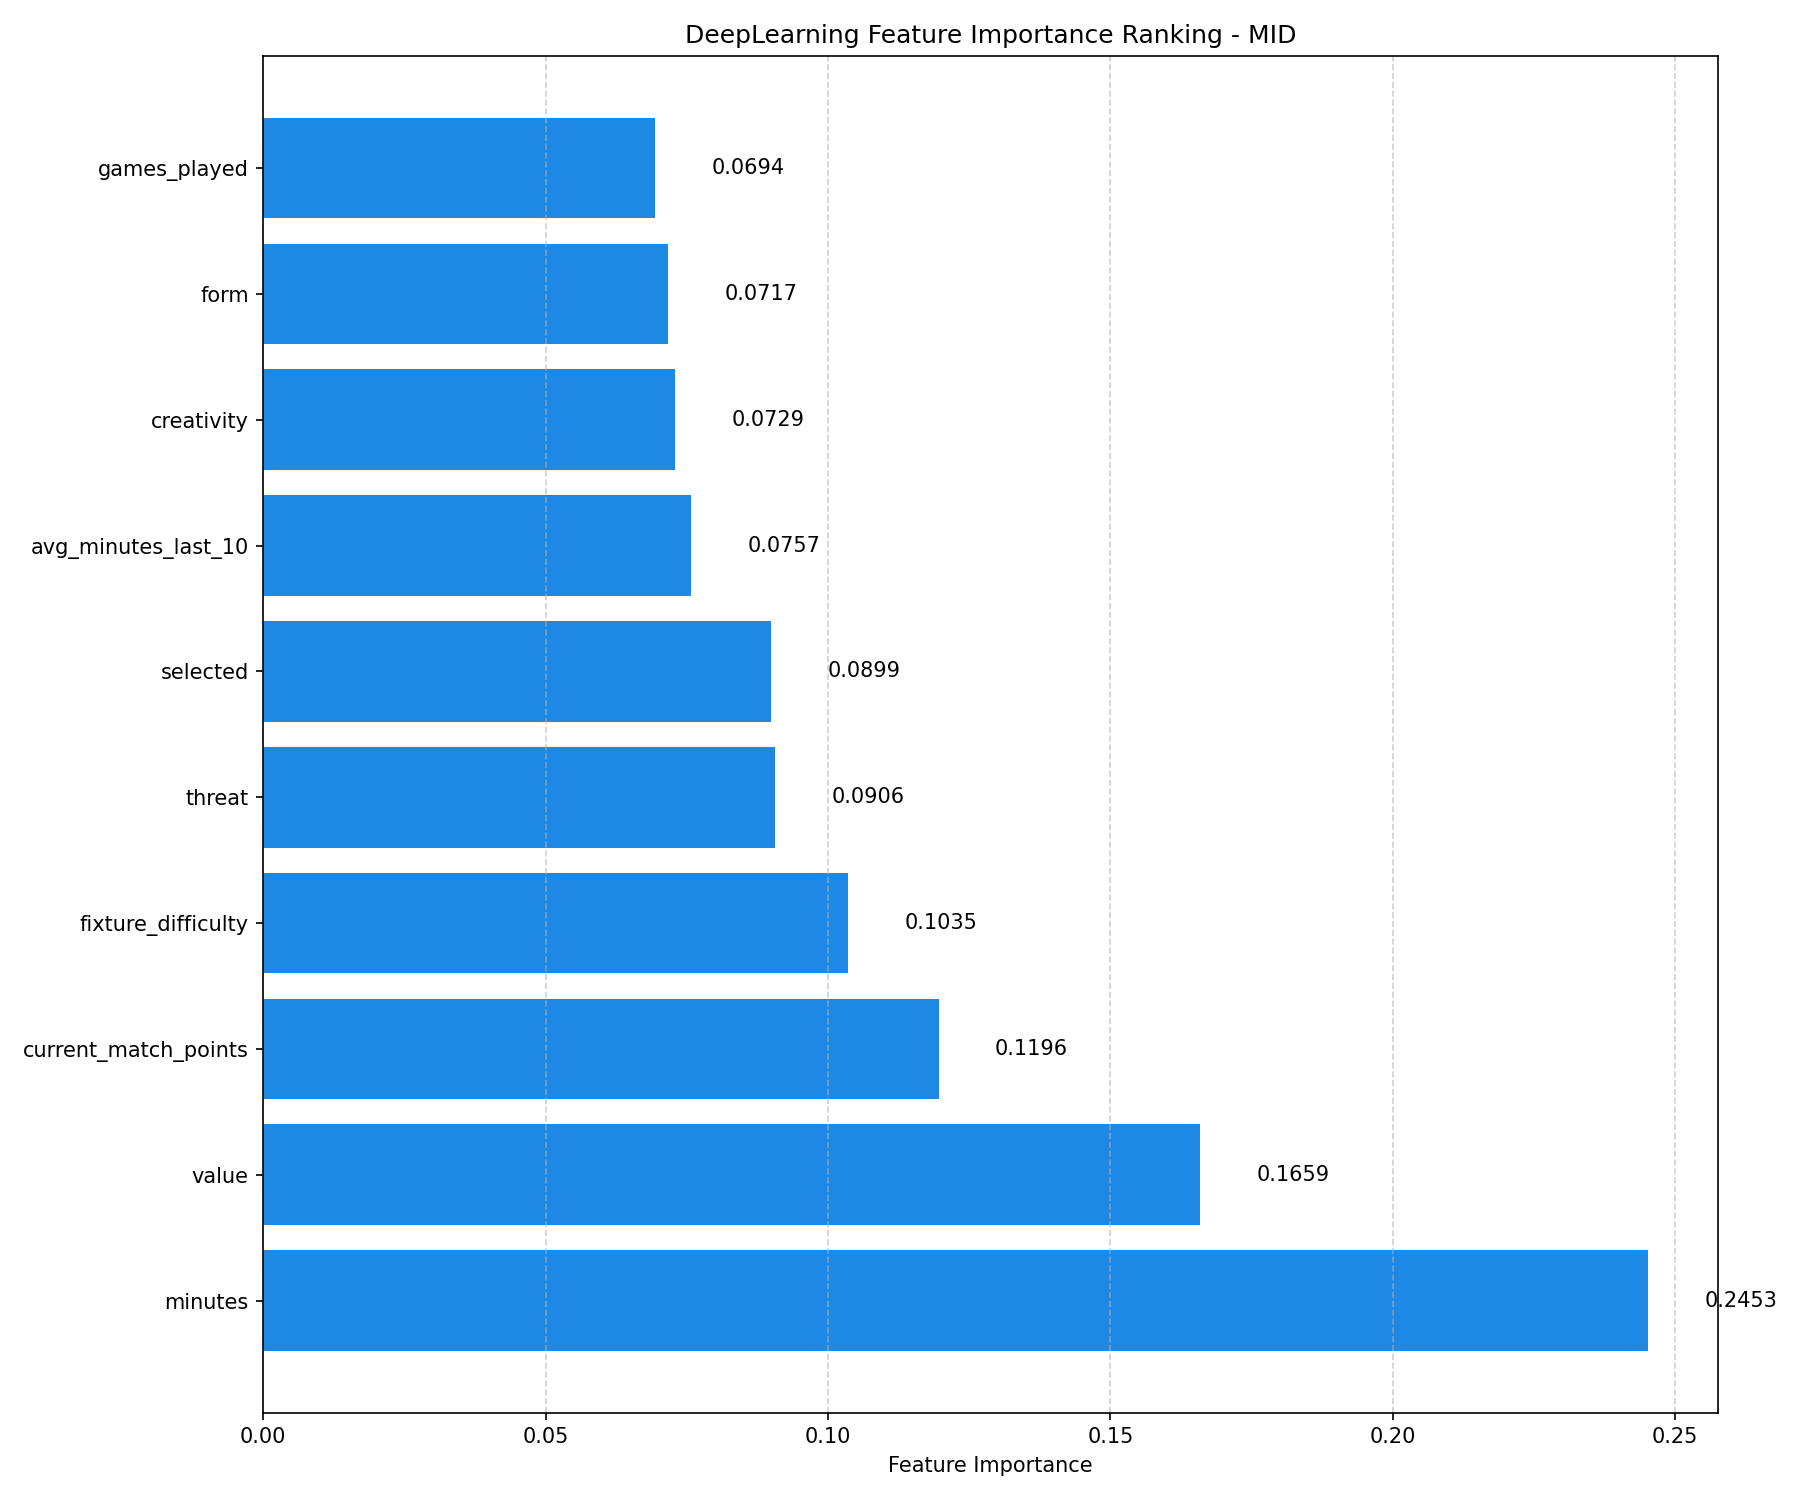 DeepLearning Feature Importance Ranking - MID
games_played
0.0694
form
0.0717
creativity
0.0729
avg_minutes_last_10
0.0757
selected
0.0899
threat
0.0906
fixture_difficulty
0.1035
current_match_points
0.1196
value
0.1659
minutes
0.2453
0.00 0.05 0.10 0.15 0.20 0.25
Feature Importance